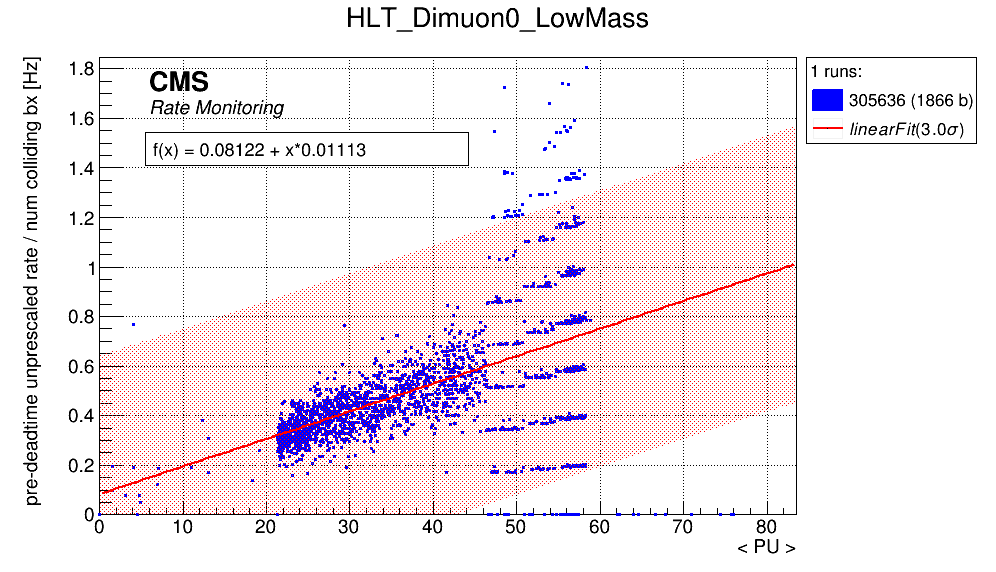 HLT_Dimuon0_LowMass
pre-deadtime unprescaled rate / num colliding bx [Hz]
CMS
Rate Monitoring
f(x) = 0.08122 + x*0.01113
1 runs:
305636 (1866 b)
linearFit(3.0σ)
1.8
1.6
1.4
1.2
1
0.8
0.6
0.4
0.2
0
0 10 20 30 40 50 60 70 80
< PU >